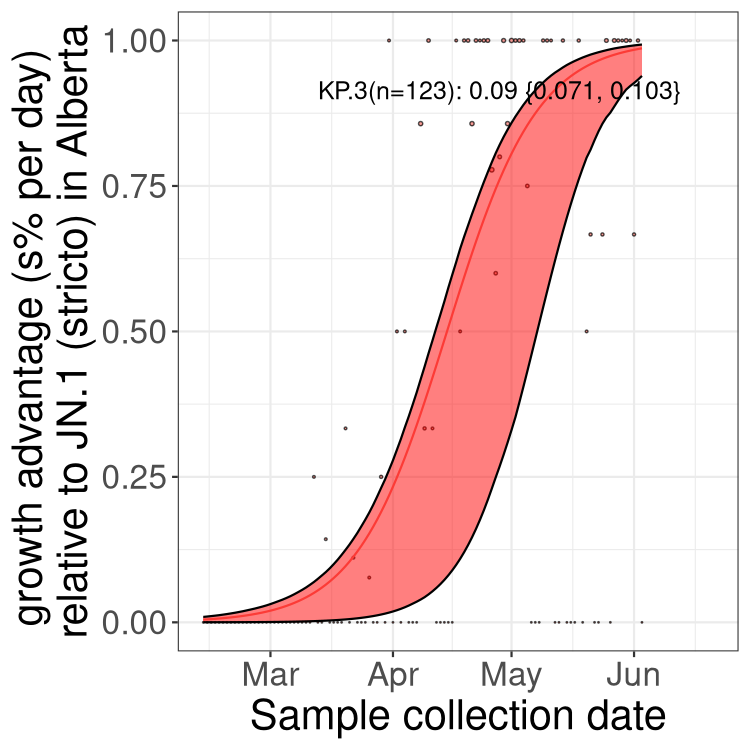 growth advantage (s% per day)
relative to JN.1 (stricto) in Alberta
1.00
0.75
0.50
0.25
0.00
KP.3(n=123): 0.09 {0.071, 0.103}
Mar Apr May Jun
Sample collection date